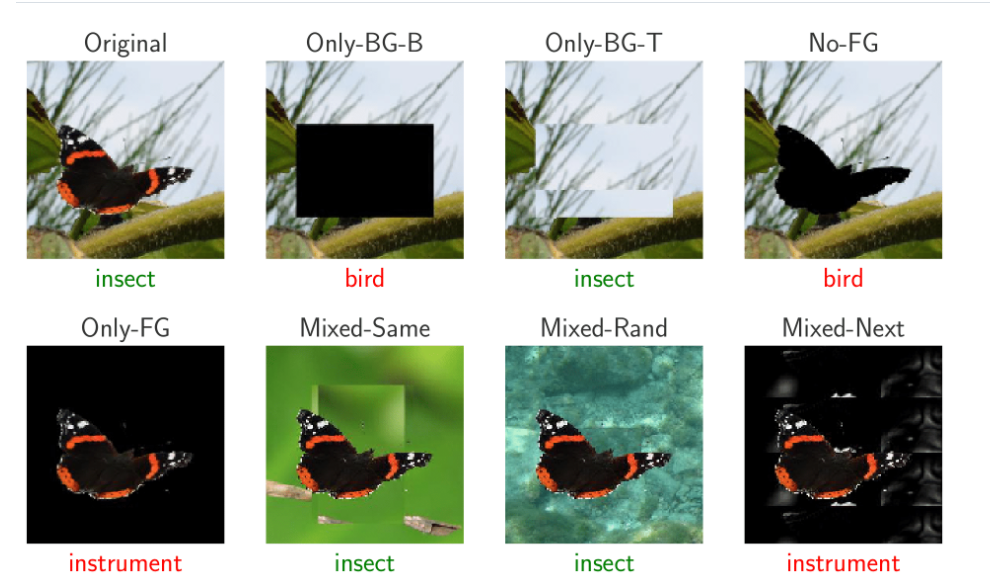 Original Only-BG-B Only-BG-T No-FG
insect bird insect bird
Only-FG Mixed-Same Mixed-Rand Mixed-Next
instrument insect insect instrument